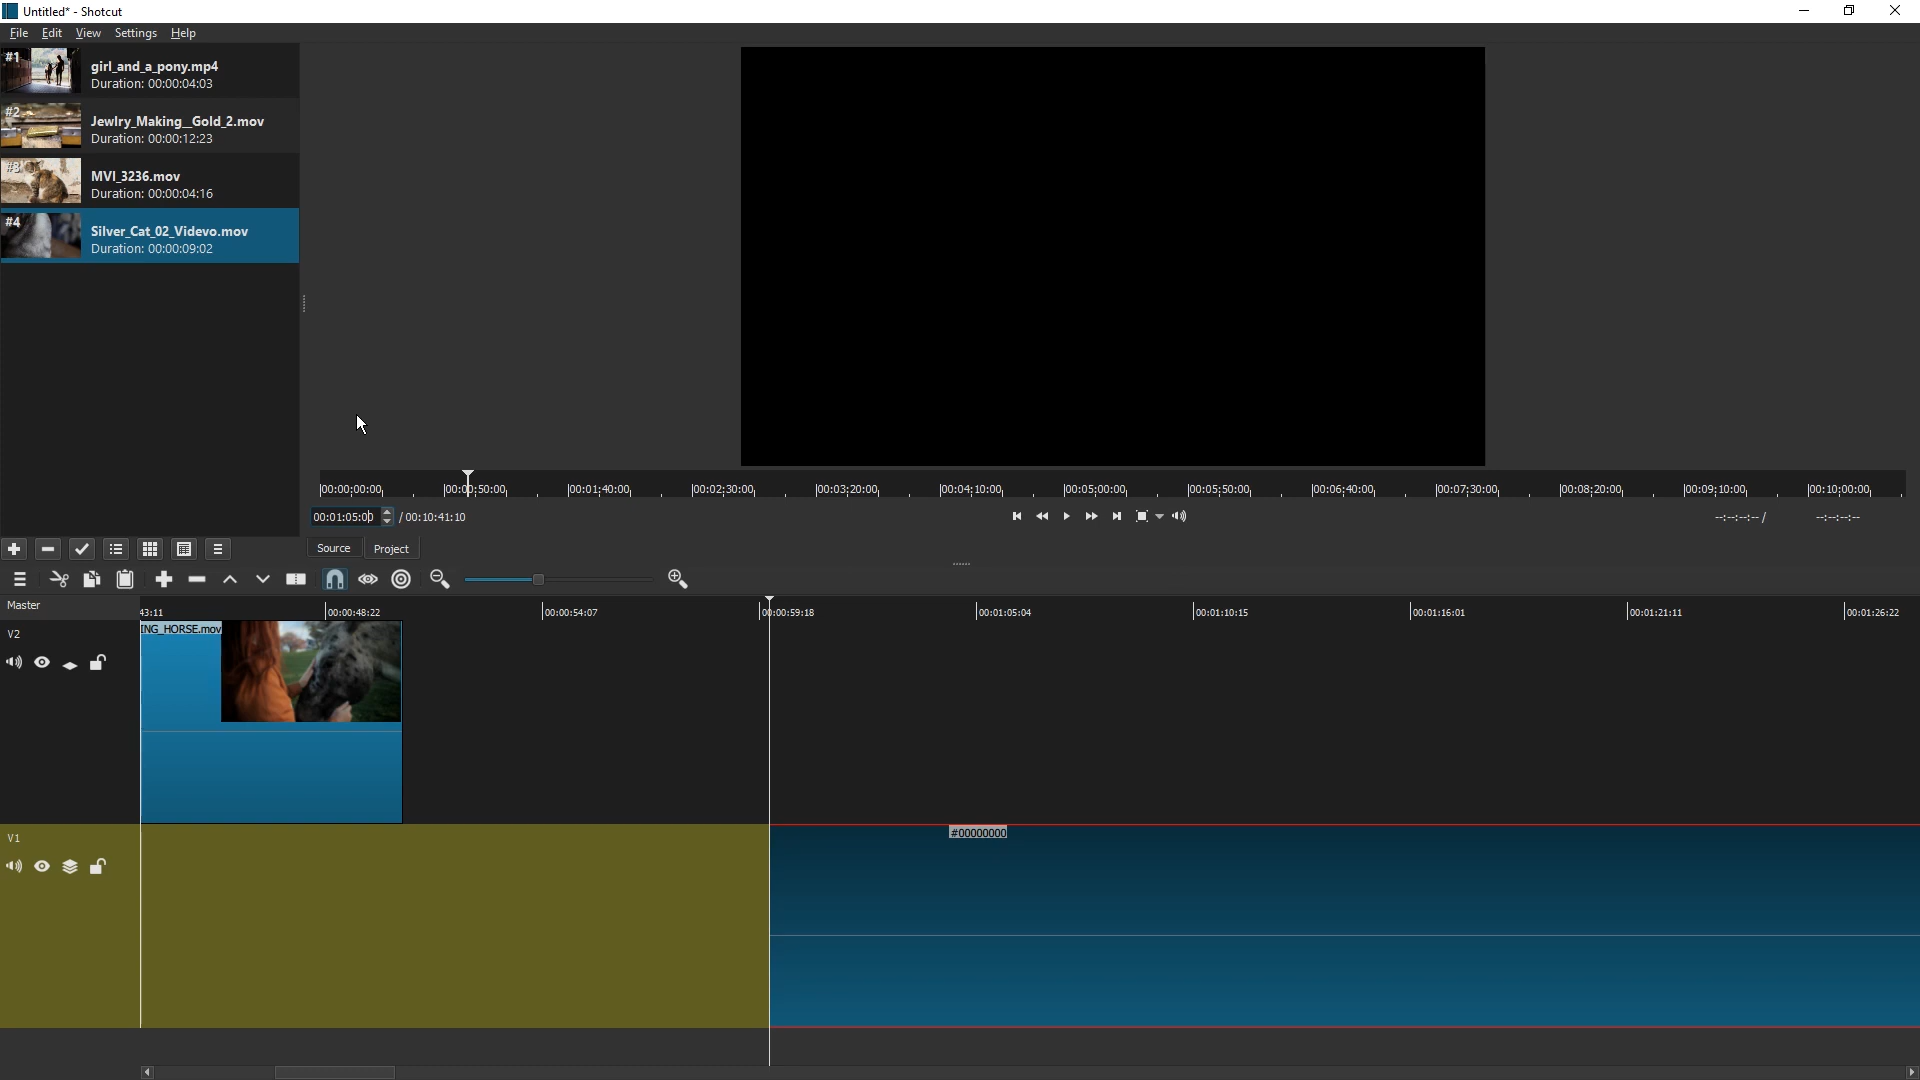 Untitled* - Shotcut
File Edit View Settings Help
#1
girl_and_a_pony.mp4
Duration: 00:00:04:03
#2
Jewlry_Making__Gold_2.mov
Duration: 00:00:12:23
#3
MVI_3236.mov
Duration: 00:00:04:16
#4
Silver_Cat_02_Videvo.mov
Duration: 00:00:09:02
00:00:00:00 00:00:50:00 00:01:40:00 00:02:30:00 00:03:20:00 00:04:10:00 00:05:00:00 00:05:50:00 00:06:40:00 00:07:30:00 00:08:20:00 00:09:10:00 00:10:00:00
00:01:05:00 / 00:10:41:10 --:--:--:-- / --:--:--:--
Source Project
Master
43:11 00:00:48:22 00:00:54:07 00:00:59:18 00:01:05:04 00:01:10:15 00:01:16:01 00:01:21:11 00:01:26:22
V2
ING_HORSE.mov
V1
#00000000